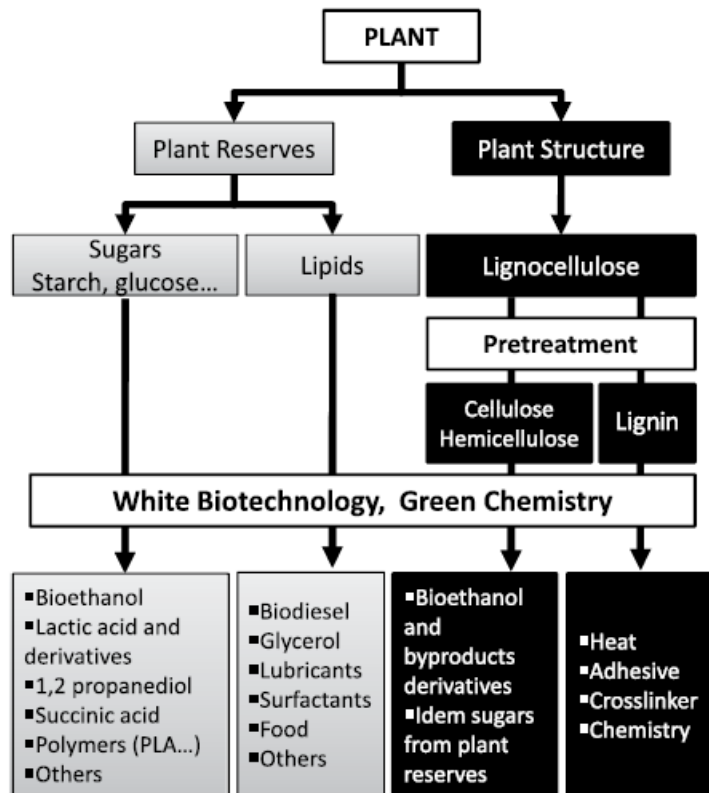 PLANT
Plant Reserves
Plant Structure
Sugars
Starch, glucose...
Lipids
Lignocellulose
Pretreatment
Cellulose
Hemicellulose
Lignin
White Biotechnology, Green Chemistry
▪Bioethanol
▪Lactic acid and
derivatives
▪1,2 propanediol
▪Succinic acid
▪Polymers (PLA...)
▪Others
▪Biodiesel
▪Glycerol
▪Lubricants
▪Surfactants
▪Food
▪Others
▪Bioethanol
and
byproducts
derivatives
▪Idem sugars
from plant
reserves
▪Heat
▪Adhesive
▪Crosslinker
▪Chemistry